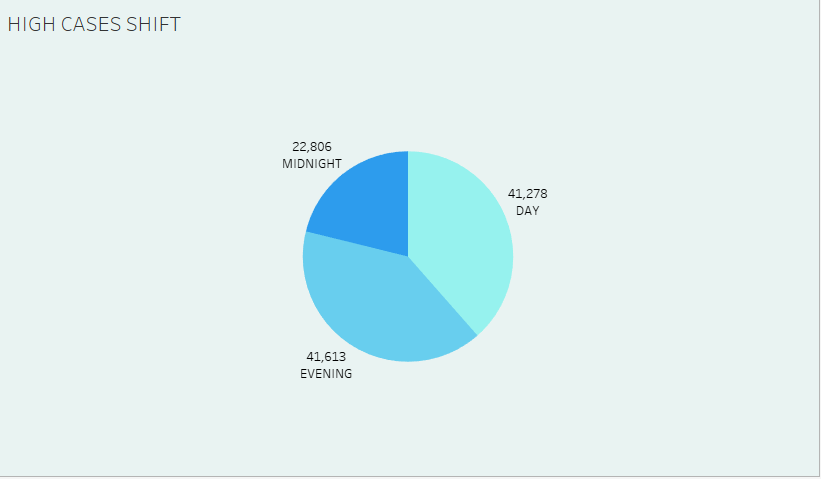 HIGH CASES SHIFT
22,806
MIDNIGHT
41,278
DAY
41,613
EVENING